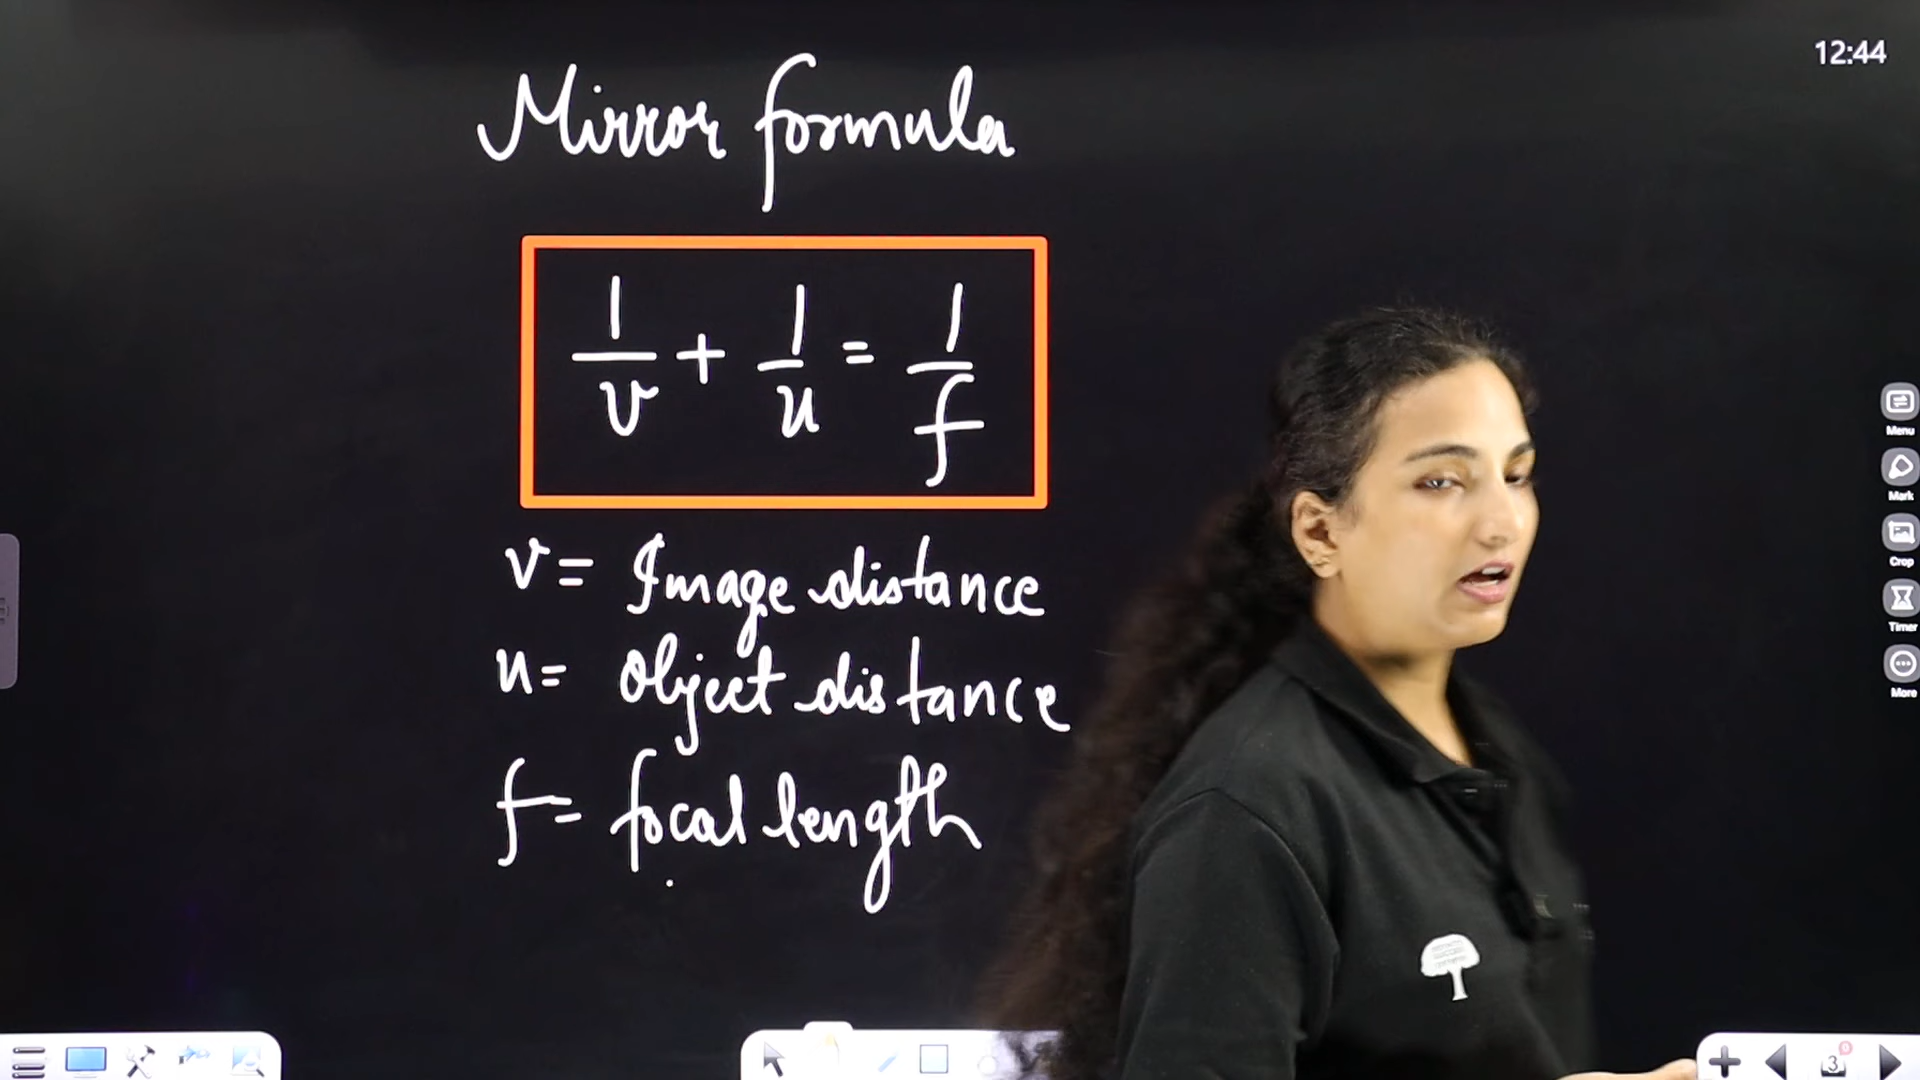 12:44
Mirror formula
1/v + 1/u = 1/f
v = Image distance
u = Object distance
f = focal length
Menu
Mark
Crop
Timer
More
3